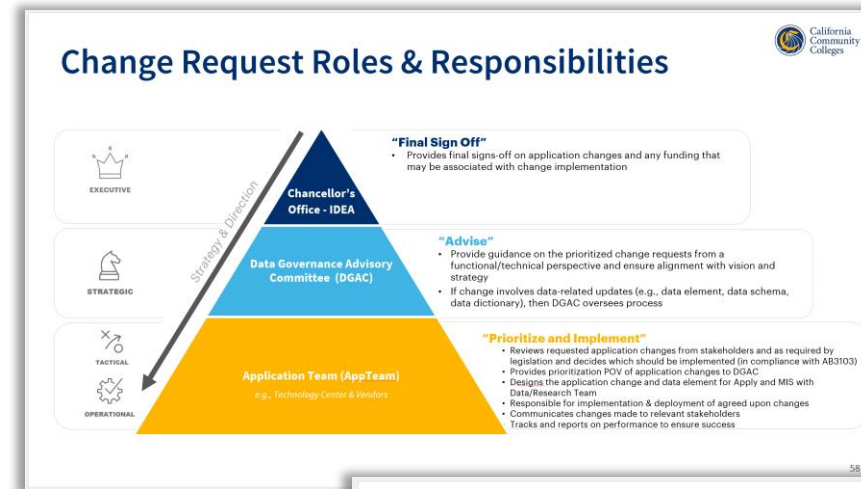 Change Request Roles & Responsibilities
California
Community
Colleges
EXECUTIVE
Chancellor's
Office - IDEA
"Final Sign Off"
• Provides final signs-off on application changes and any funding that
may be associated with change implementation
Strategy & Direction
STRATEGIC
Data Governance Advisory
Committee (DGAC)
"Advise"
• Provide guidance on the prioritized change requests from a
functional/technical perspective and ensure alignment with vision and
strategy
• If change involves data-related updates (e.g., data element, data schema,
data dictionary), then DGAC oversees process
TACTICAL
OPERATIONAL
Application Team (AppTeam)
e.g., Technology Center & Vendors
"Prioritize and Implement"
• Reviews requested application changes from stakeholders and as required by
legislation and decides which should be implemented (in compliance with AB3103)
• Provides prioritization POV of application changes to DGAC
• Designs the application change and data element for Apply and MIS with
Data/Research Team
• Responsible for implementation & deployment of agreed upon changes
• Communicates changes made to relevant stakeholders
• Tracks and reports on performance to ensure success
58